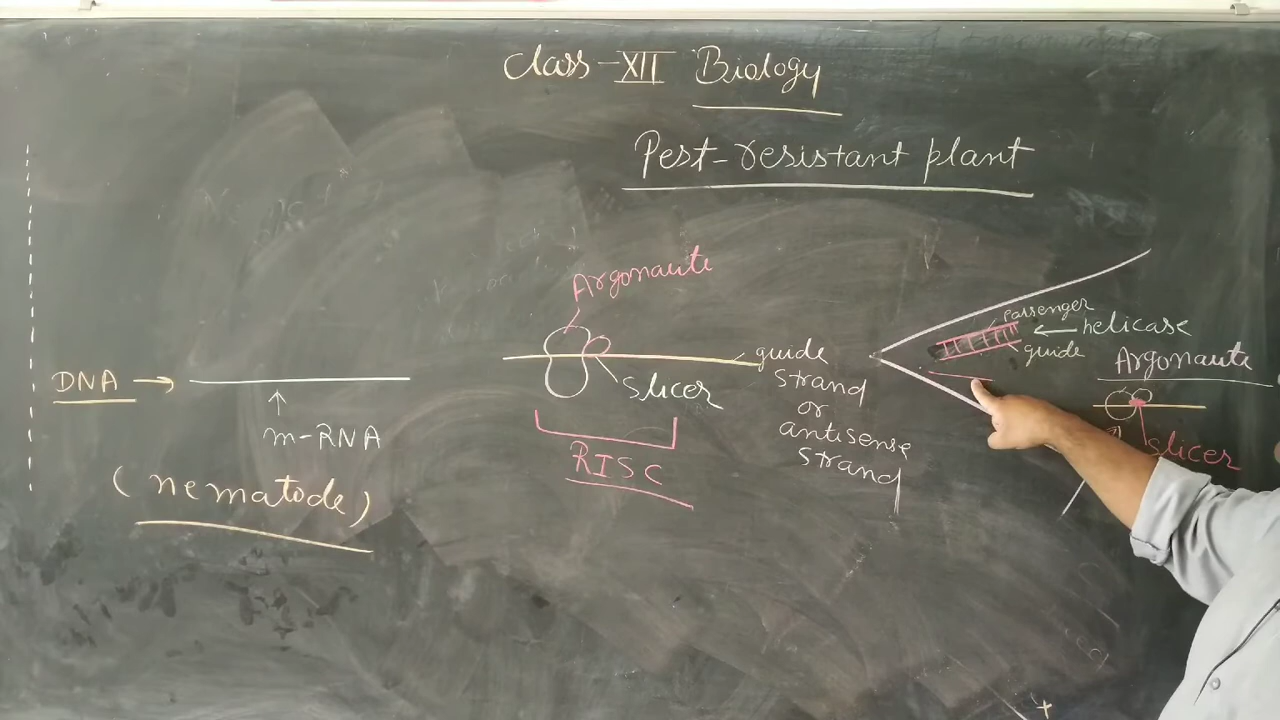 Class-XII Biology
Pest-resistant plant
Argonaute
passenger
helicase
guide
Argonaute
guide
strand
or
antisense
strand
slicer
DNA →
m-RNA
slicer
RISC
(nematode)